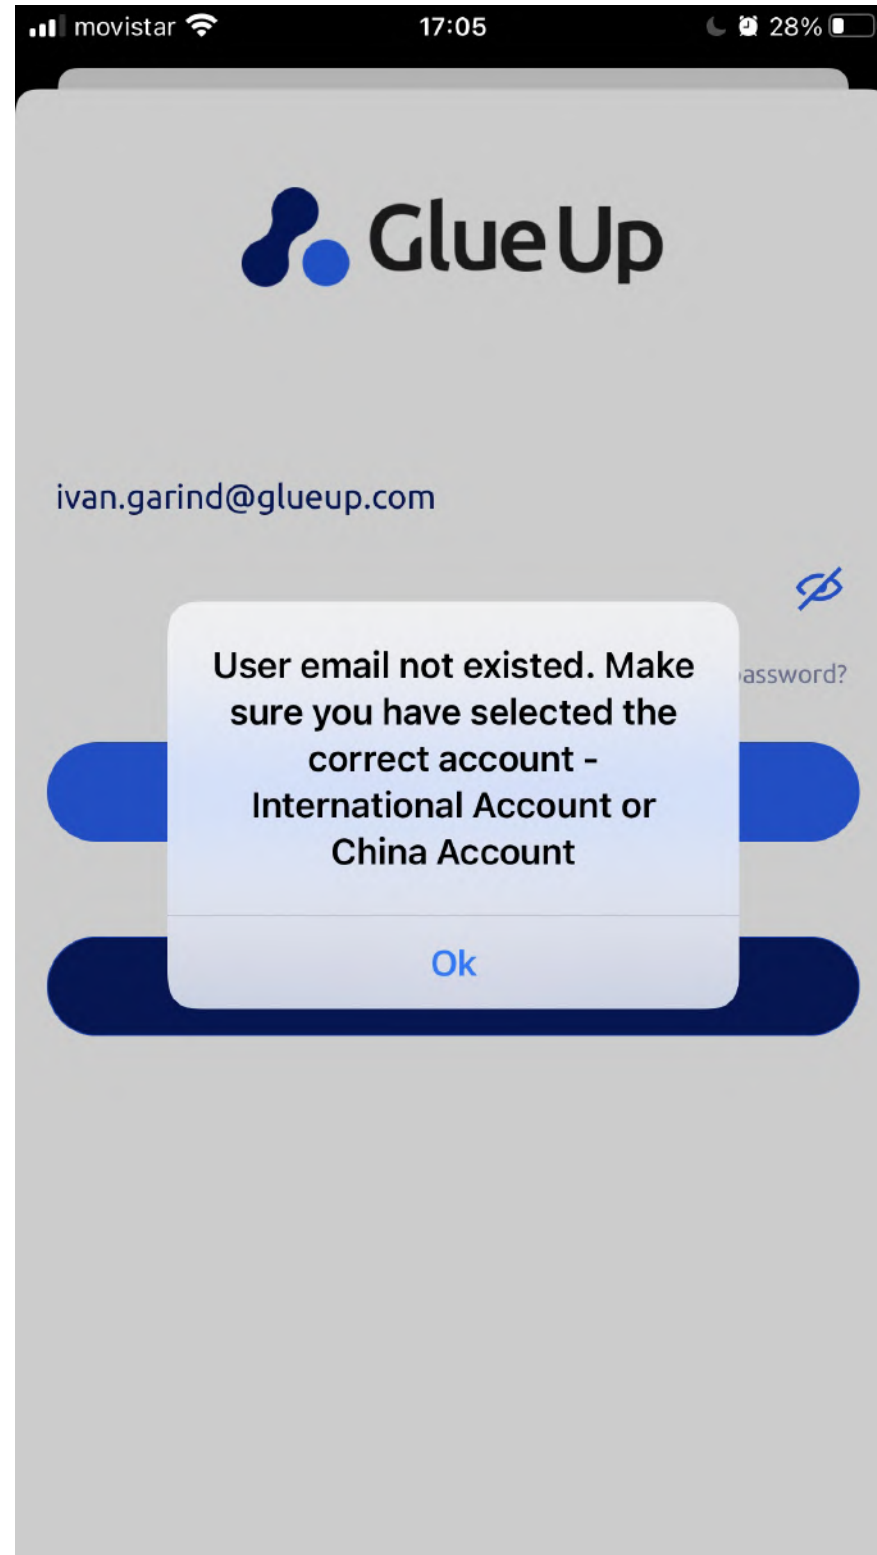 movistar 17:05 28%
Glue Up
ivan.garind@glueup.com
password?
User email not existed. Make
sure you have selected the
correct account -
International Account or
China Account
Ok